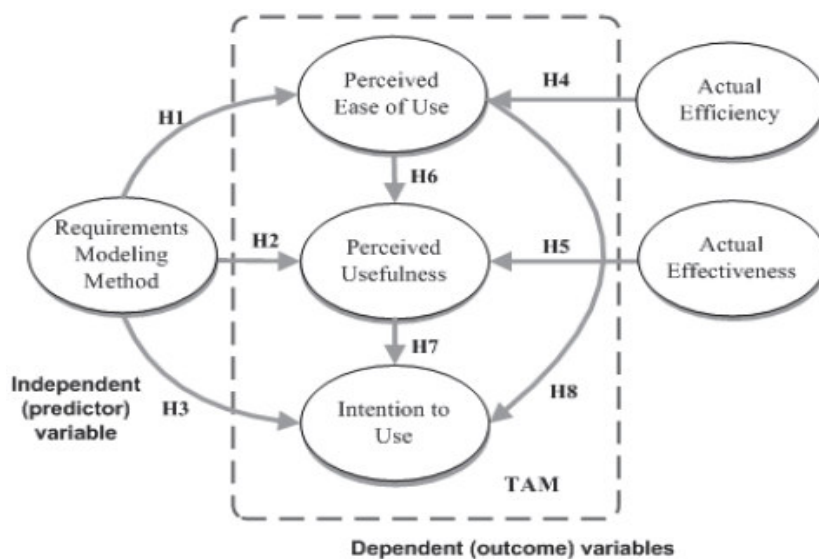 Perceived
Ease of Use
H4
Actual
Efficiency
H1
H6
Requirements
Modeling
Method
H2
Perceived
Usefulness
H5
Actual
Effectiveness
H7
Independent
(predictor)
variable
H3
Intention to
Use
H8
TAM
Dependent (outcome) variables